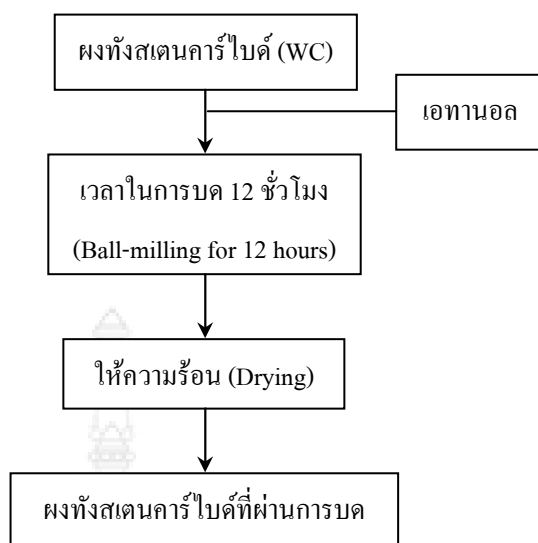 ผงทังสเตนคาร์ไบด์ (WC)
เอทานอล
เวลาในการบด 12 ชั่วโมง
(Ball-milling for 12 hours)
ให้ความร้อน (Drying)
ผงทังสเตนคาร์ไบด์ที่ผ่านการบด